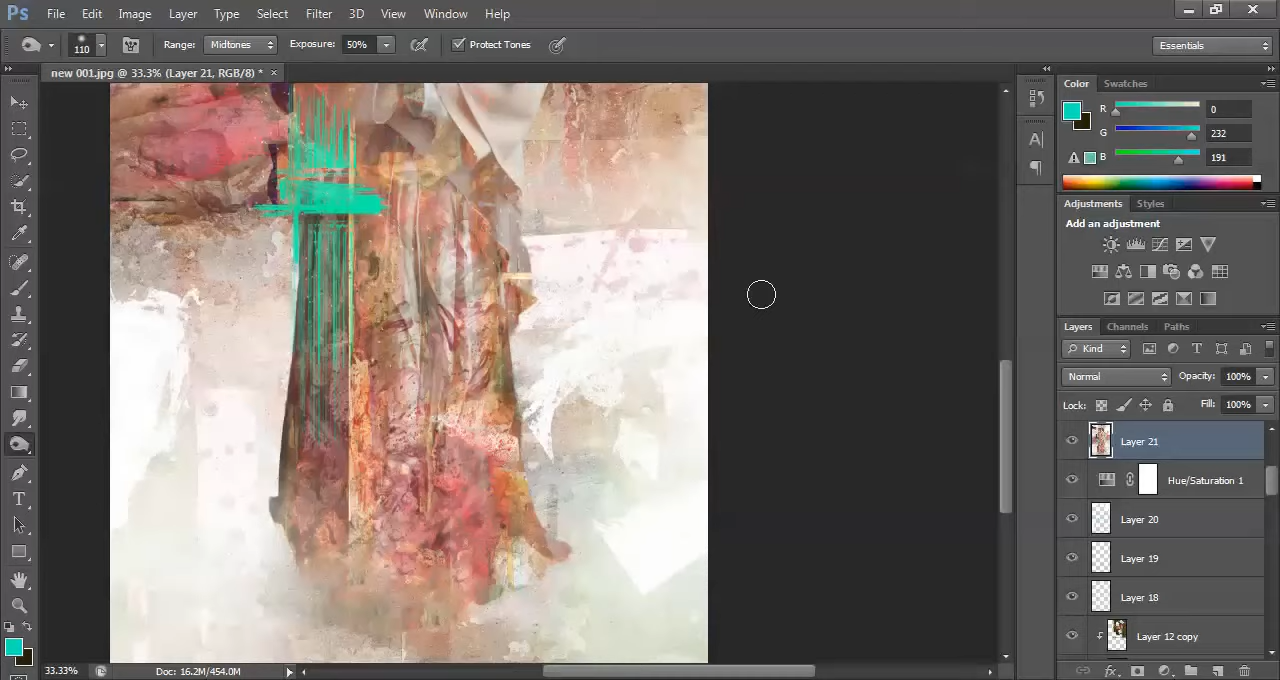 Ps File Edit Image Layer Type Select Filter 3D View Window Help
110 Range: Midtones Exposure: 50% Protect Tones Essentials
new 001.jpg @ 33.3% (Layer 21, RGB/8) * ×
Color Swatches
R 0
G 232
B 191
Adjustments Styles
Add an adjustment
Layers Channels Paths
Kind T
Normal Opacity: 100%
Lock: Fill: 100%
Layer 21
Hue/Saturation 1
Layer 20
Layer 19
Layer 18
Layer 12 copy
33.33% Doc: 16.2M/454.0M